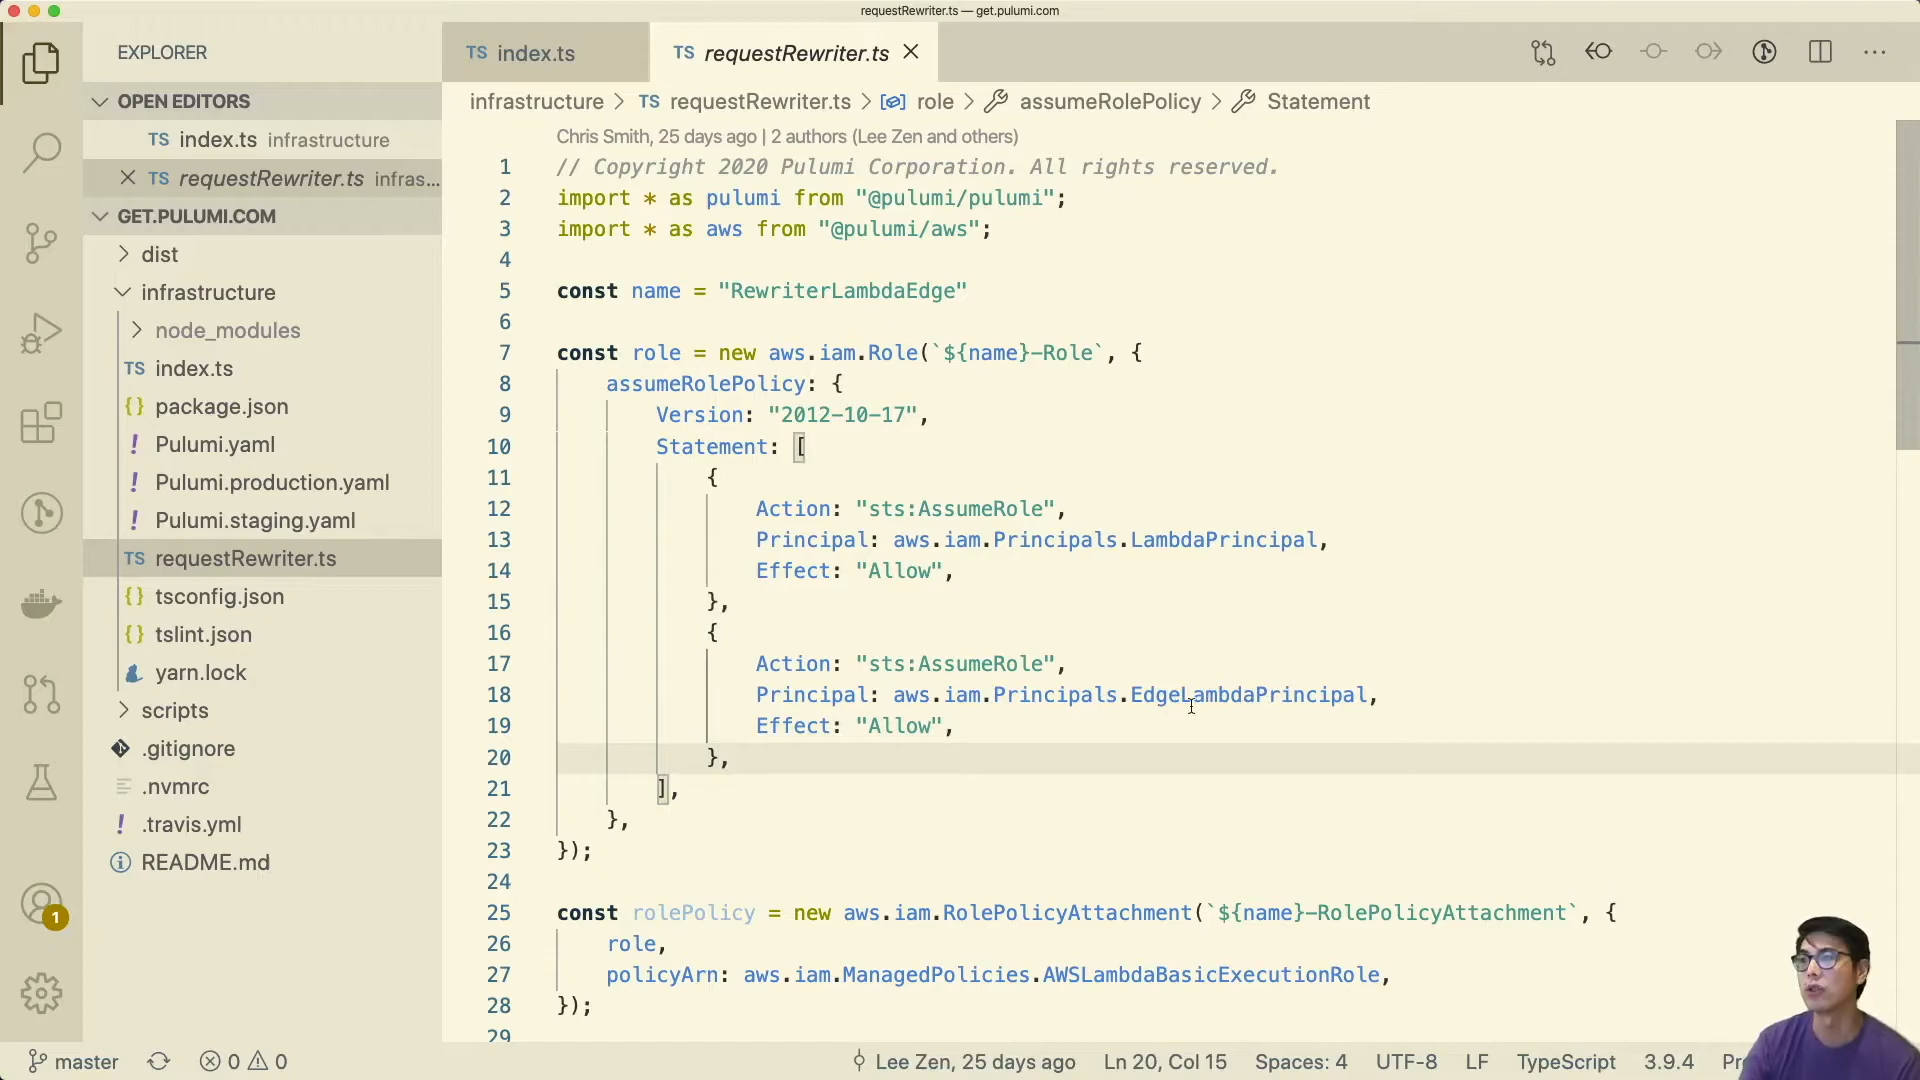 requestRewriter.ts — get.pulumi.com
EXPLORER
OPEN EDITORS
TS index.ts infrastructure
TS requestRewriter.ts infras...
GET.PULUMI.COM
dist
infrastructure
node_modules
TS index.ts
{} package.json
! Pulumi.yaml
! Pulumi.production.yaml
! Pulumi.staging.yaml
TS requestRewriter.ts
{} tsconfig.json
{} tslint.json
yarn.lock
scripts
.gitignore
.nvmrc
! .travis.yml
README.md
1
TS index.ts
TS requestRewriter.ts
infrastructure > TS requestRewriter.ts > role > assumeRolePolicy > Statement
Chris Smith, 25 days ago | 2 authors (Lee Zen and others)
1 // Copyright 2020 Pulumi Corporation. All rights reserved.
2 import * as pulumi from "@pulumi/pulumi";
3 import * as aws from "@pulumi/aws";
4
5 const name = "RewriterLambdaEdge"
6
7 const role = new aws.iam.Role(`${name}-Role`, {
8 assumeRolePolicy: {
9 Version: "2012-10-17",
10 Statement: [
11 {
12 Action: "sts:AssumeRole",
13 Principal: aws.iam.Principals.LambdaPrincipal,
14 Effect: "Allow",
15 },
16 {
17 Action: "sts:AssumeRole",
18 Principal: aws.iam.Principals.EdgeLambdaPrincipal,
19 Effect: "Allow",
20 },
21 ],
22 },
23 });
24
25 const rolePolicy = new aws.iam.RolePolicyAttachment(`${name}-RolePolicyAttachment`, {
26 role,
27 policyArn: aws.iam.ManagedPolicies.AWSLambdaBasicExecutionRole,
28 });
29
master 0 0 Lee Zen, 25 days ago Ln 20, Col 15 Spaces: 4 UTF-8 LF TypeScript 3.9.4